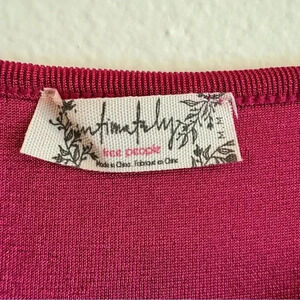 intimately
free people
Made in China . Fabriqué en Chine
M M